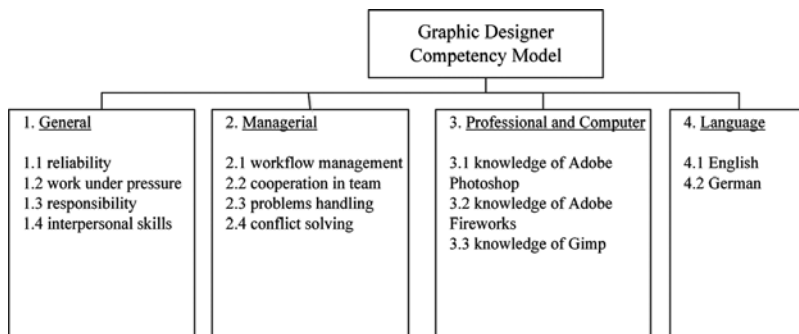 Graphic Designer
Competency Model
1. General
1.1 reliability
1.2 work under pressure
1.3 responsibility
1.4 interpersonal skills
2. Managerial
2.1 workflow management
2.2 cooperation in team
2.3 problems handling
2.4 conflict solving
3. Professional and Computer
3.1 knowledge of Adobe
Photoshop
3.2 knowledge of Adobe
Fireworks
3.3 knowledge of Gimp
4. Language
4.1 English
4.2 German